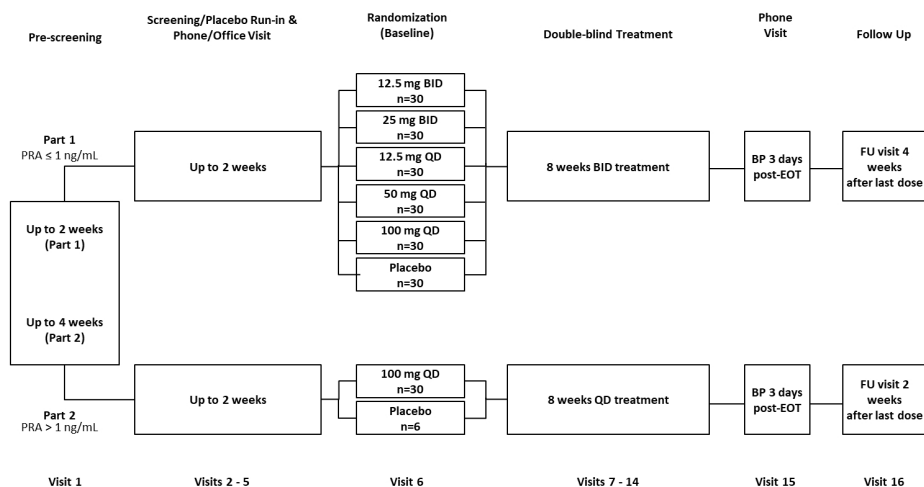 Pre-screening
Screening/Placebo Run-in &
Phone/Office Visit
Randomization
(Baseline)
Double-blind Treatment
Phone
Visit
Follow Up
Part 1
PRA ≤ 1 ng/mL
Up to 2 weeks
(Part 1)
Up to 4 weeks
(Part 2)
Part 2
PRA > 1 ng/mL
Up to 2 weeks
12.5 mg BID
n=30
25 mg BID
n=30
12.5 mg QD
n=30
50 mg QD
n=30
100 mg QD
n=30
Placebo
n=30
8 weeks BID treatment
BP 3 days
post-EOT
FU visit 4
weeks
after last dose
Up to 2 weeks
100 mg QD
n=30
Placebo
n=6
8 weeks QD treatment
BP 3 days
post-EOT
FU visit 2
weeks
after last dose
Visit 1
Visits 2 - 5
Visit 6
Visits 7 - 14
Visit 15
Visit 16